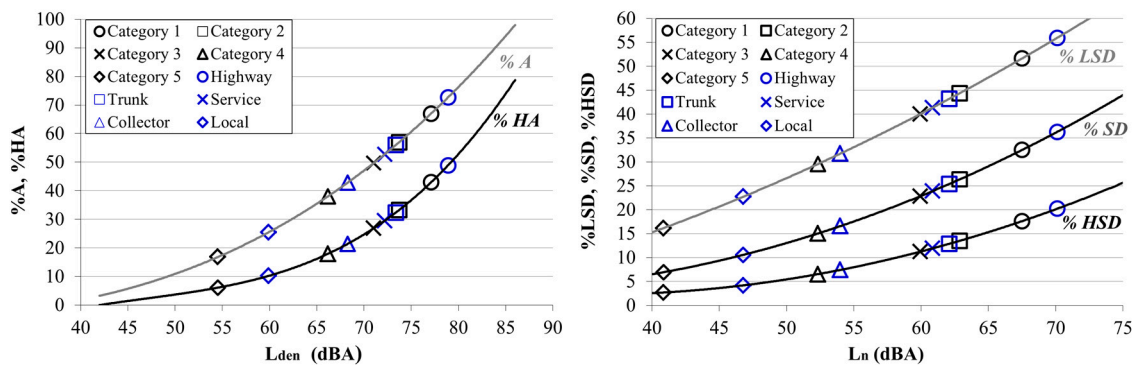 %A, %HA
100
90
80
70
60
50
40
30
20
10
0
Category 1 Category 2
Category 3 Category 4
Category 5 Highway
Trunk Service
Collector Local
% A
% HA
40 45 50 55 60 65 70 75 80 85 90
Lden (dBA)
%LSD, %SD, %HSD
60
55
50
45
40
35
30
25
20
15
10
5
0
Category 1 Category 2
Category 3 Category 4
Category 5 Highway
Trunk Service
Collector Local
% LSD
% SD
% HSD
40 45 50 55 60 65 70 75
Ln (dBA)